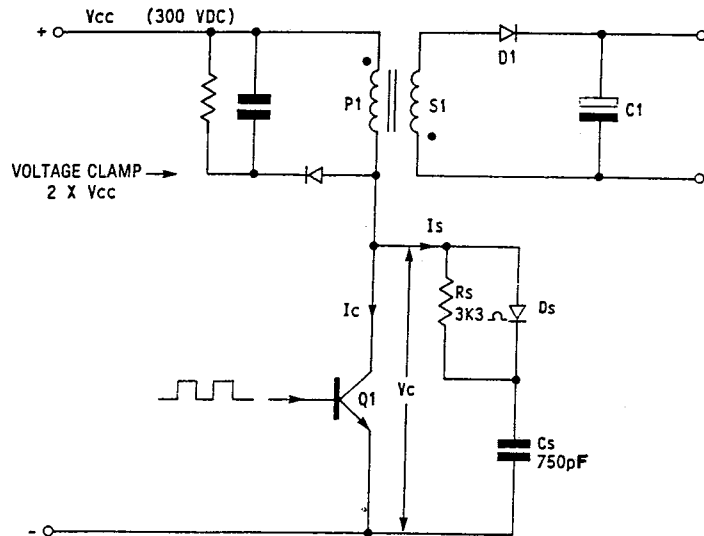 + Vcc (300 VDC)
D1
P1
S1
C1
VOLTAGE CLAMP
2 X Vcc
Is
Rs
3K3
Ds
Ic
Vc
Q1
Cs
750pF
-